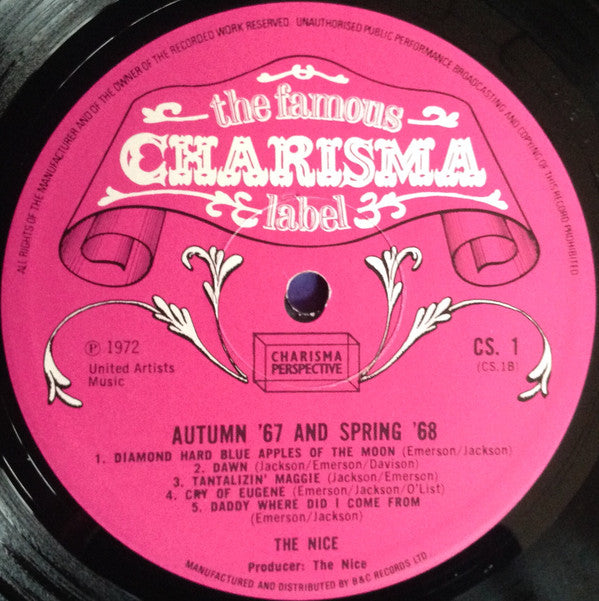 ALL RIGHTS OF THE MANUFACTURER AND OF THE OWNER OF THE RECORDED WORK RESERVED · UNAUTHORISED PUBLIC PERFORMANCE BROADCASTING AND COPYING OF THIS RECORD PROHIBITED
the famous
CHARISMA
label
℗ 1972
United Artists
Music
CHARISMA
PERSPECTIVE
CS. 1
(CS.1B)
AUTUMN '67 AND SPRING '68
1. DIAMOND HARD BLUE APPLES OF THE MOON (Emerson/Jackson)
2. DAWN (Jackson/Emerson/Davison)
3. TANTALIZIN' MAGGIE (Jackson/Emerson)
4. CRY OF EUGENE (Emerson/Jackson/O'List)
5. DADDY WHERE DID I COME FROM
(Emerson/Jackson)
THE NICE
Producer: The Nice
MANUFACTURED AND DISTRIBUTED BY B&C RECORDS LTD.